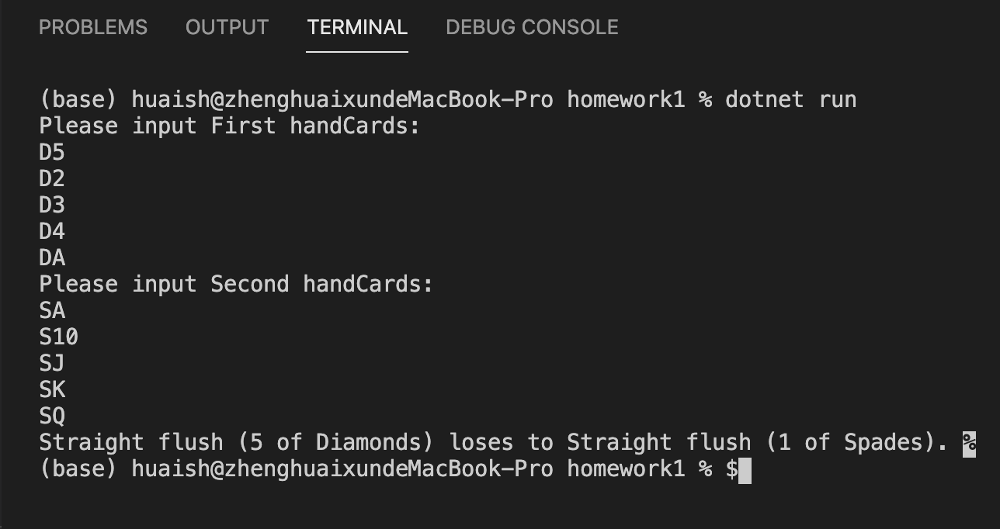 PROBLEMS OUTPUT TERMINAL DEBUG CONSOLE
(base) huaish@zhenghuaixundeMacBook-Pro homework1 % dotnet run
Please input First handCards:
D5
D2
D3
D4
DA
Please input Second handCards:
SA
S10
SJ
SK
SQ
Straight flush (5 of Diamonds) loses to Straight flush (1 of Spades). %
(base) huaish@zhenghuaixundeMacBook-Pro homework1 % $